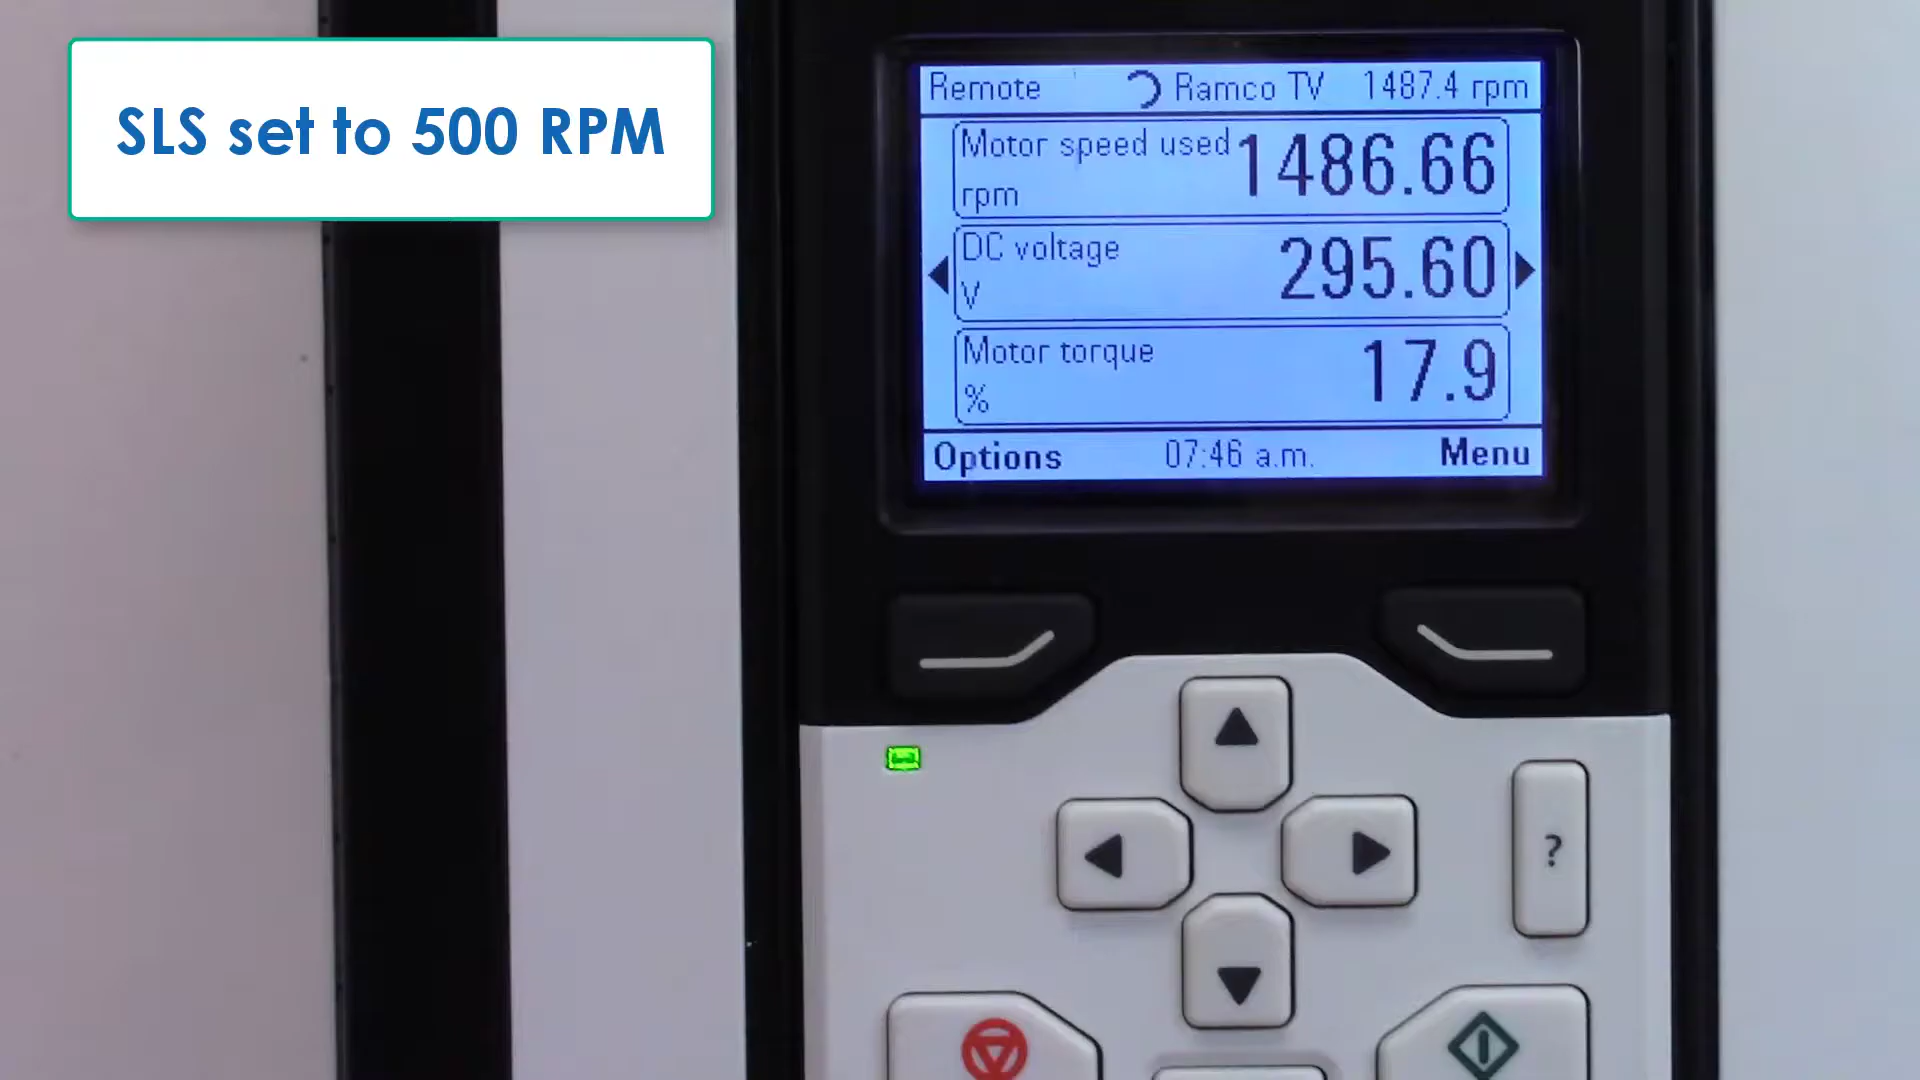 SLS set to 500 RPM
Remote Ramco TV 1487.4 rpm
Motor speed used 1486.66
rpm
DC voltage 295.60
V
Motor torque 17.9
%
Options 07:46 a.m. Menu
?